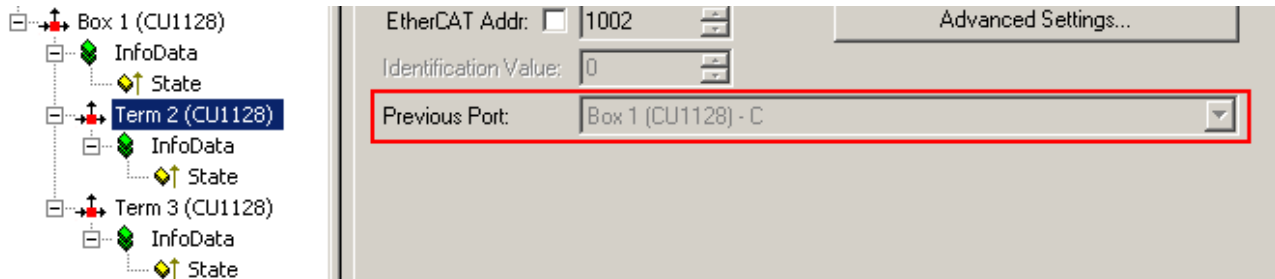 Box 1 (CU1128)
InfoData
State
Term 2 (CU1128)
InfoData
State
Term 3 (CU1128)
InfoData
State
EtherCAT Addr: 1002 Advanced Settings...
Identification Value: 0
Previous Port: Box 1 (CU1128) - C